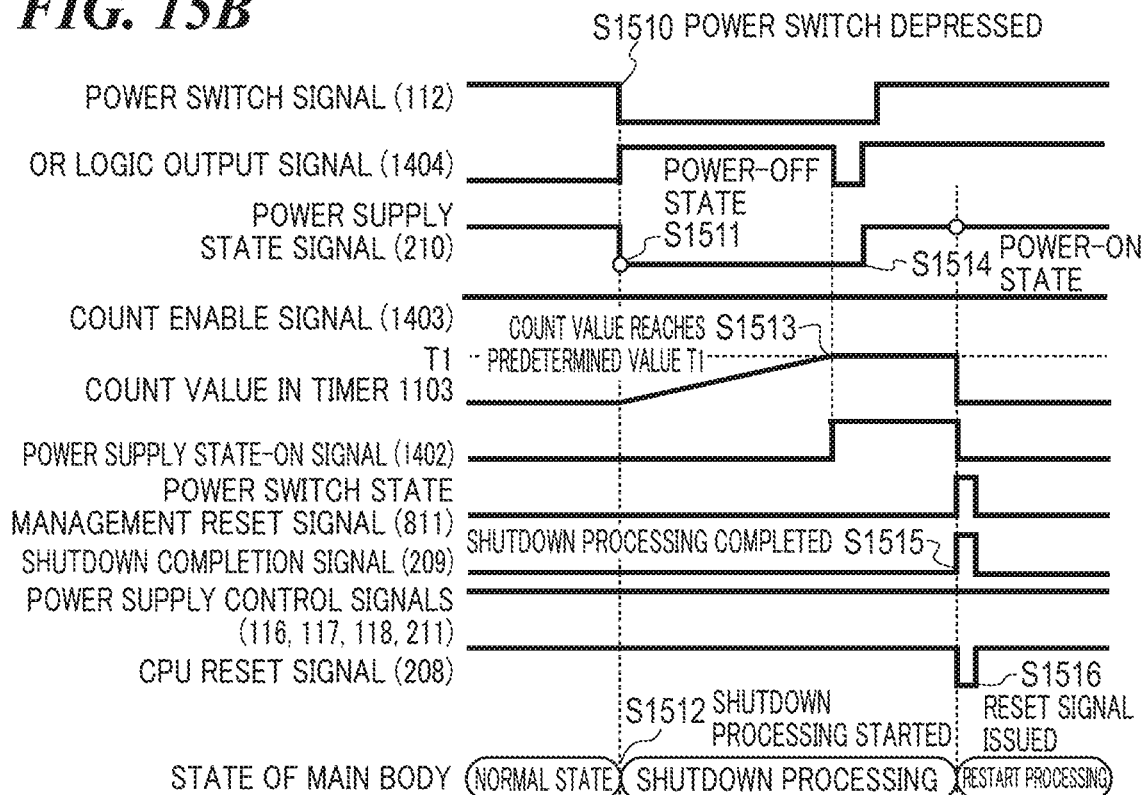 FIG. 15B
S1510 POWER SWITCH DEPRESSED
POWER SWITCH SIGNAL (112)
OR LOGIC OUTPUT SIGNAL (1404)
POWER-OFF
STATE
POWER SUPPLY
STATE SIGNAL (210)
S1511
S1514
POWER-ON
STATE
COUNT ENABLE SIGNAL (1403)
COUNT VALUE REACHES S1513
T1 PREDETERMINED VALUE T1
COUNT VALUE IN TIMER 1103
POWER SUPPLY STATE-ON SIGNAL (1402)
POWER SWITCH STATE
MANAGEMENT RESET SIGNAL (811)
SHUTDOWN PROCESSING COMPLETED S1515
SHUTDOWN COMPLETION SIGNAL (209)
POWER SUPPLY CONTROL SIGNALS
(116, 117, 118, 211)
CPU RESET SIGNAL (208)
S1516
RESET SIGNAL
ISSUED
S1512 SHUTDOWN
PROCESSING STARTED
STATE OF MAIN BODY NORMAL STATE SHUTDOWN PROCESSING RESTART PROCESSING